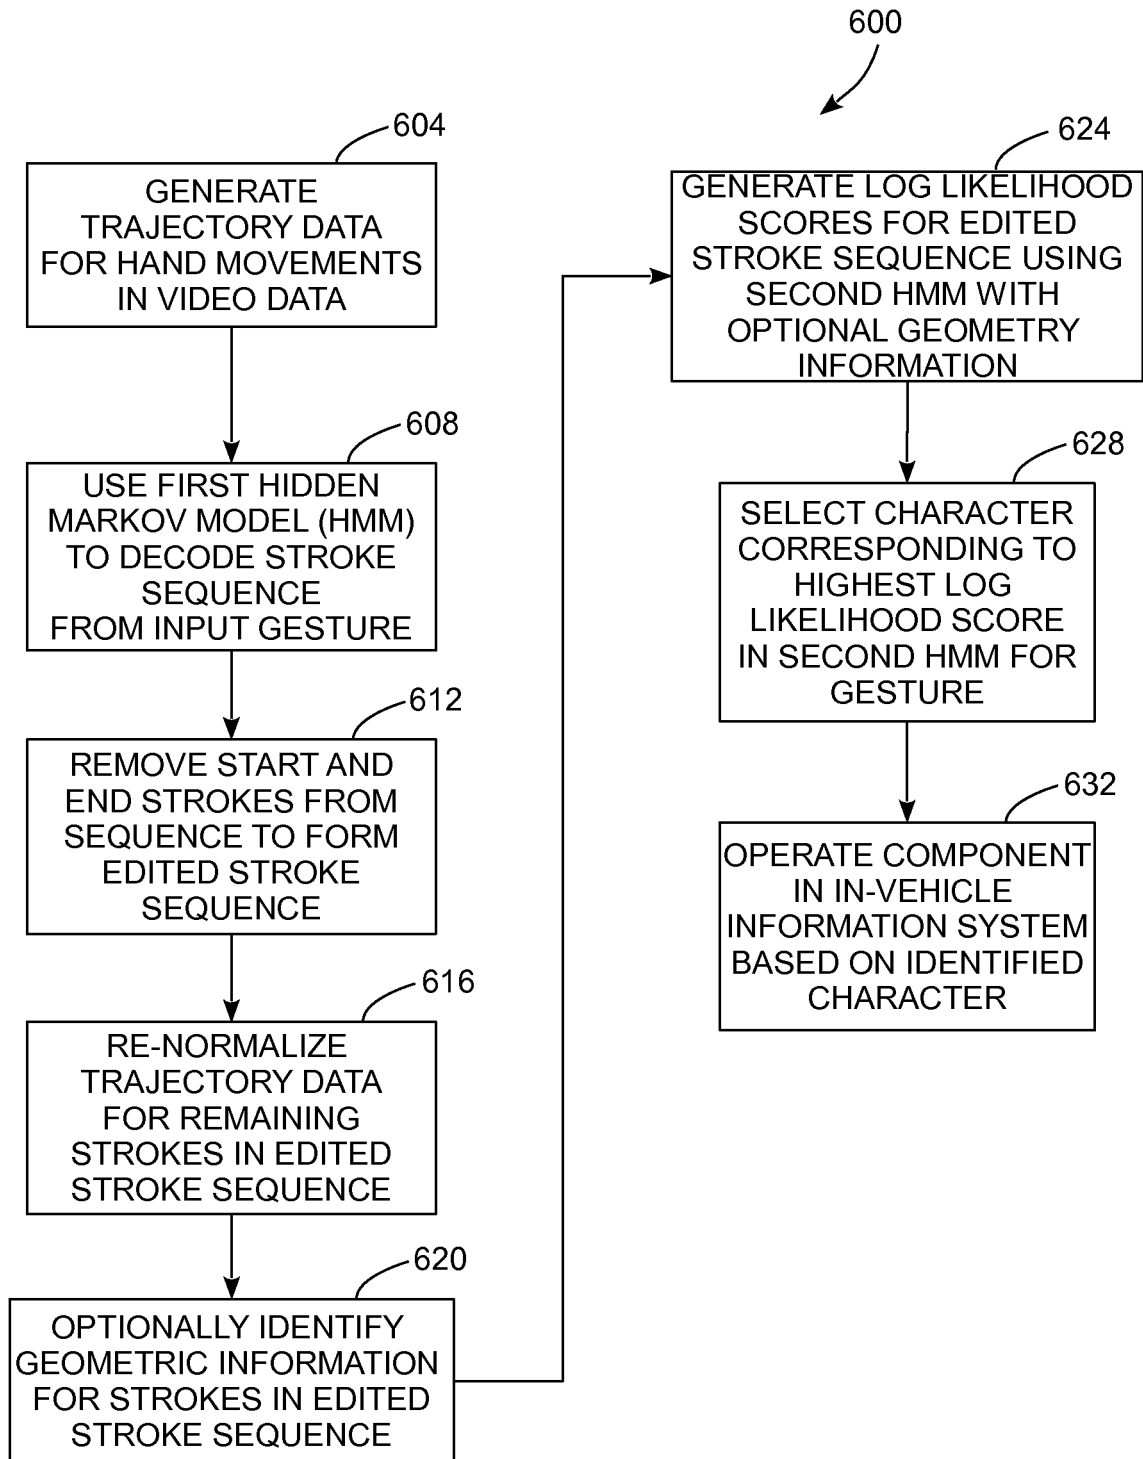 600
604
GENERATE
TRAJECTORY DATA
FOR HAND MOVEMENTS
IN VIDEO DATA
608
USE FIRST HIDDEN
MARKOV MODEL (HMM)
TO DECODE STROKE
SEQUENCE
FROM INPUT GESTURE
612
REMOVE START AND
END STROKES FROM
SEQUENCE TO FORM
EDITED STROKE
SEQUENCE
616
RE-NORMALIZE
TRAJECTORY DATA
FOR REMAINING
STROKES IN EDITED
STROKE SEQUENCE
620
OPTIONALLY IDENTIFY
GEOMETRIC INFORMATION
FOR STROKES IN EDITED
STROKE SEQUENCE
624
GENERATE LOG LIKELIHOOD
SCORES FOR EDITED
STROKE SEQUENCE USING
SECOND HMM WITH
OPTIONAL GEOMETRY
INFORMATION
628
SELECT CHARACTER
CORRESPONDING TO
HIGHEST LOG
LIKELIHOOD SCORE
IN SECOND HMM FOR
GESTURE
632
OPERATE COMPONENT
IN IN-VEHICLE
INFORMATION SYSTEM
BASED ON IDENTIFIED
CHARACTER